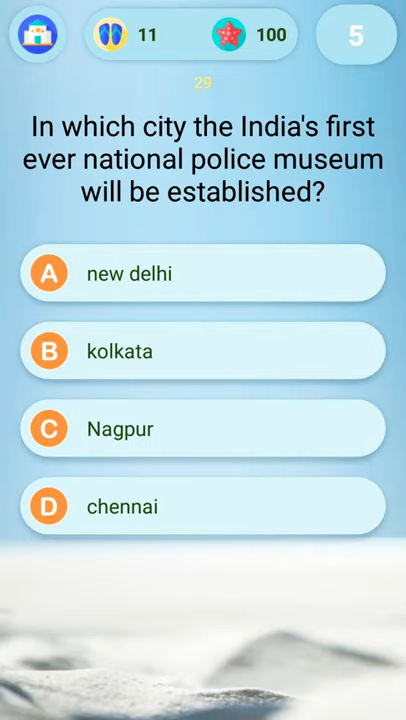 11
100
5
29
In which city the India's first
ever national police museum
will be established?
A new delhi
B kolkata
C Nagpur
D chennai